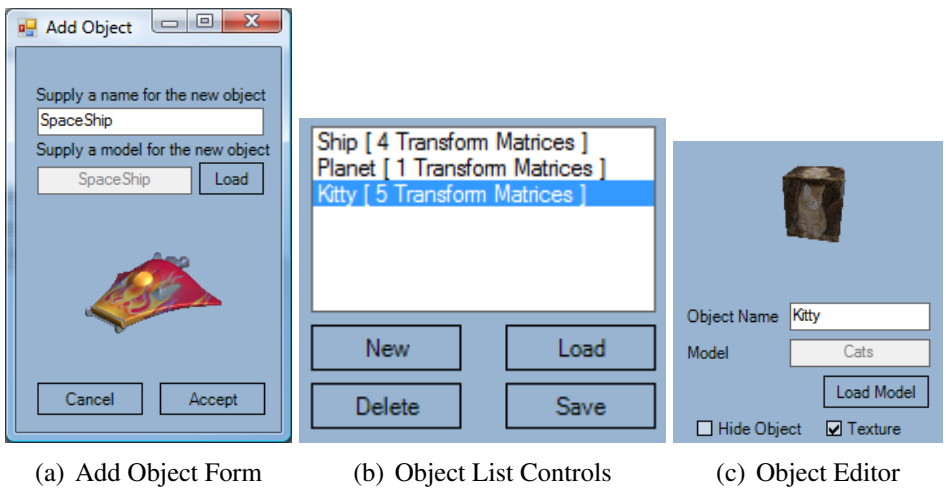 Add Object
Supply a name for the new object
SpaceShip
Supply a model for the new object
SpaceShip Load
Cancel Accept
(a) Add Object Form
Ship [ 4 Transform Matrices ]
Planet [ 1 Transform Matrices ]
Kitty [ 5 Transform Matrices ]
New Load
Delete Save
(b) Object List Controls
Object Name Kitty
Model Cats
Load Model
Hide Object Texture
(c) Object Editor